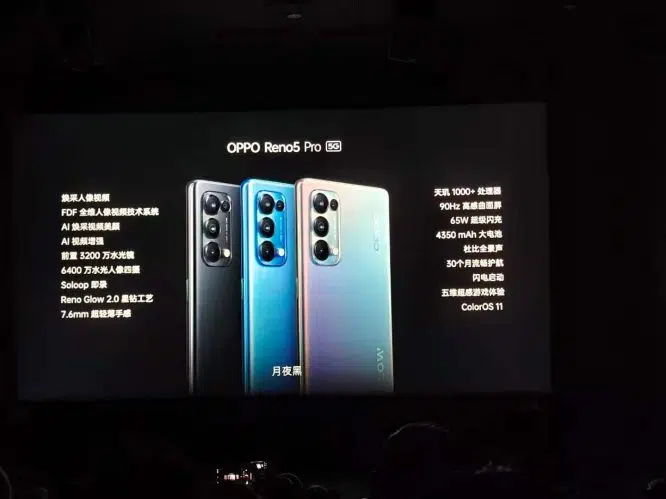 OPPO Reno5 Pro 5G
焕采人像视频
FDF 全维人像视频技术系统
AI 焕采视频美颜
AI 视频增强
前置 3200 万水光镜
6400 万水光人像四摄
Soloop 即录
Reno Glow 2.0 星钻工艺
7.6mm 超轻薄手感
天玑 1000+ 处理器
90Hz 高感曲面屏
65W 超级闪充
4350 mAh 大电池
杜比全景声
30个月流畅护航
闪电启动
五维超感游戏体验
ColorOS 11
月夜黑